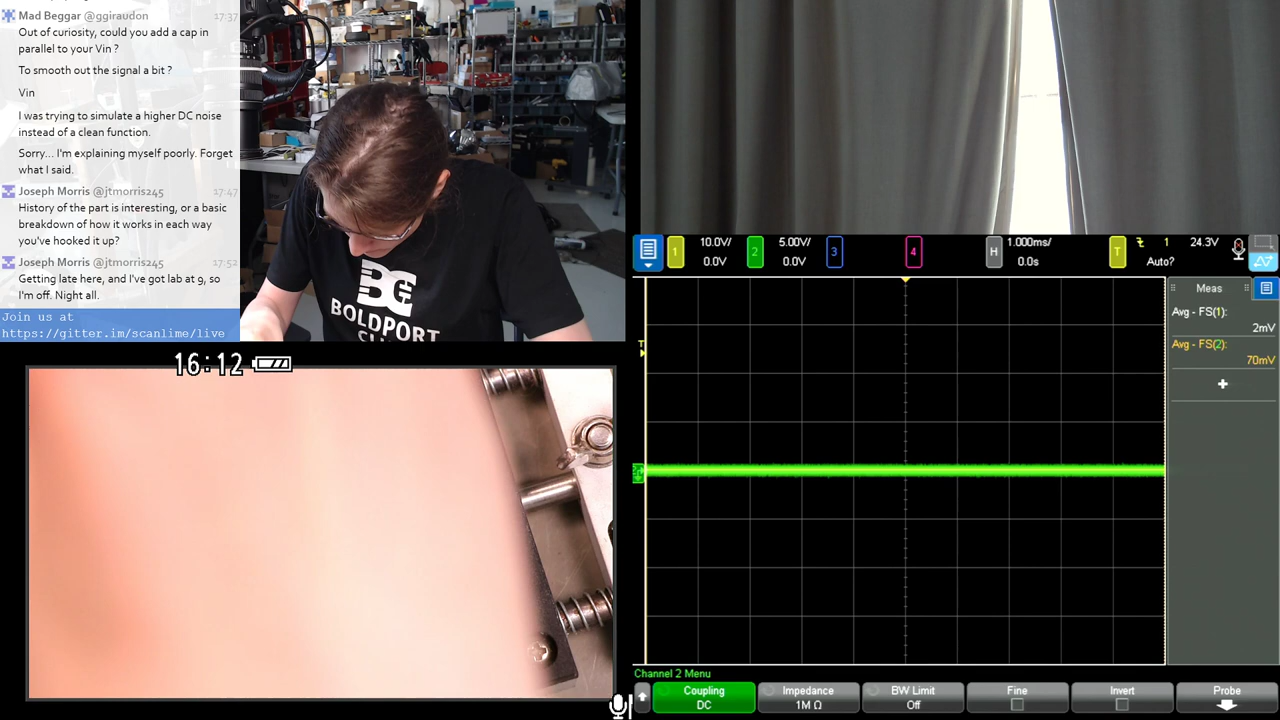 Mad Beggar @ggiraudon 17:37
Out of curiosity, could you add a cap in
parallel to your Vin ?
To smooth out the signal a bit ?
Vin
I was trying to simulate a higher DC noise
instead of a clean function.
Sorry... I'm explaining myself poorly. Forget
what I said.
Joseph Morris @jtmorris245 17:47
History of the part is interesting, or a basic
breakdown of how it works in each way
you've hooked it up?
Joseph Morris @jtmorris245 17:52
Getting late here, and I've got lab at 9, so
I'm off. Night all.
Join us at
https://gitter.im/scanlime/live
BOLDPORT
16:12
1 10.0V/ 2 5.00V/ 3 4 H 1.000ms/ T 1 24.3V
0.0V 0.0V 0.0s Auto?
Meas
Avg - FS(1):
2mV
Avg - FS(2):
70mV
T
Channel 2 Menu
Coupling Impedance BW Limit Fine Invert Probe
DC 1M Ω Off